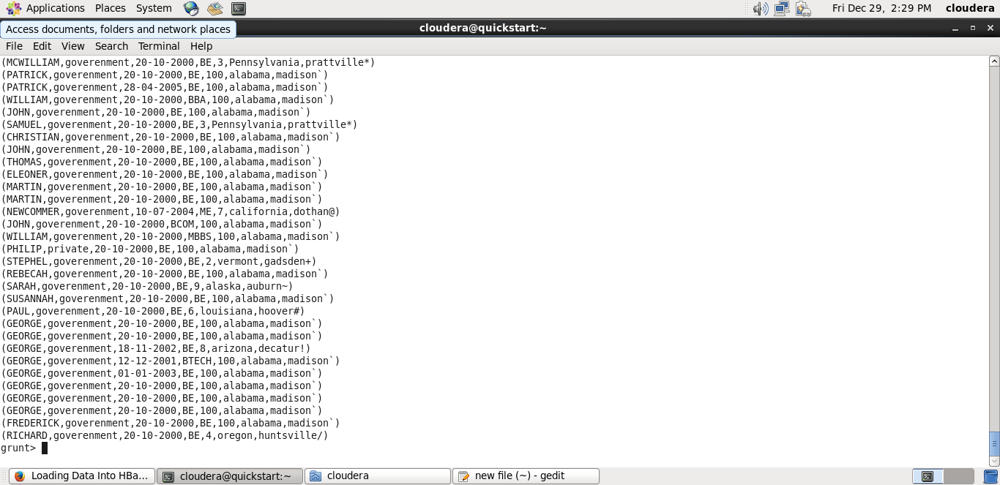 Applications Places System Fri Dec 29, 2:29 PM cloudera
Access documents, folders and network places
cloudera@quickstart:~
File Edit View Search Terminal Help
(MCWILLIAM,goverenment,20-10-2000,BE,3,Pennsylvania,prattville*)
(PATRICK,goverenment,20-10-2000,BE,100,alabama,madison`)
(PATRICK,goverenment,28-04-2005,BE,100,alabama,madison`)
(WILLIAM,goverenment,20-10-2000,BBA,100,alabama,madison`)
(JOHN,goverenment,20-10-2000,BE,100,alabama,madison`)
(SAMUEL,goverenment,20-10-2000,BE,3,Pennsylvania,prattville*)
(CHRISTIAN,goverenment,20-10-2000,BE,100,alabama,madison`)
(JOHN,goverenment,20-10-2000,BE,100,alabama,madison`)
(THOMAS,goverenment,20-10-2000,BE,100,alabama,madison`)
(ELEONER,goverenment,20-10-2000,BE,100,alabama,madison`)
(MARTIN,goverenment,20-10-2000,BE,100,alabama,madison`)
(MARTIN,goverenment,20-10-2000,BE,100,alabama,madison`)
(NEWCOMMER,goverenment,10-07-2004,ME,7,california,dothan@)
(JOHN,goverenment,20-10-2000,BCOM,100,alabama,madison`)
(WILLIAM,goverenment,20-10-2000,MBBS,100,alabama,madison`)
(PHILIP,private,20-10-2000,BE,100,alabama,madison`)
(STEPHEL,goverenment,20-10-2000,BE,2,vermont,gadsden+)
(REBECAH,goverenment,20-10-2000,BE,100,alabama,madison`)
(SARAH,goverenment,20-10-2000,BE,9,alaska,auburn~)
(SUSANNAH,goverenment,20-10-2000,BE,100,alabama,madison`)
(PAUL,goverenment,20-10-2000,BE,6,louisiana,hoover#)
(GEORGE,goverenment,20-10-2000,BE,100,alabama,madison`)
(GEORGE,goverenment,20-10-2000,BE,100,alabama,madison`)
(GEORGE,goverenment,18-11-2002,BE,8,arizona,decatur!)
(GEORGE,goverenment,12-12-2001,BTECH,100,alabama,madison`)
(GEORGE,goverenment,01-01-2003,BE,100,alabama,madison`)
(GEORGE,goverenment,20-10-2000,BE,100,alabama,madison`)
(GEORGE,goverenment,20-10-2000,BE,100,alabama,madison`)
(GEORGE,goverenment,20-10-2000,BE,100,alabama,madison`)
(FREDERICK,goverenment,20-10-2000,BE,100,alabama,madison`)
(RICHARD,goverenment,20-10-2000,BE,4,oregon,huntsville/)
grunt>
Loading Data Into HBa... cloudera@quickstart:~ cloudera new file (~) - gedit